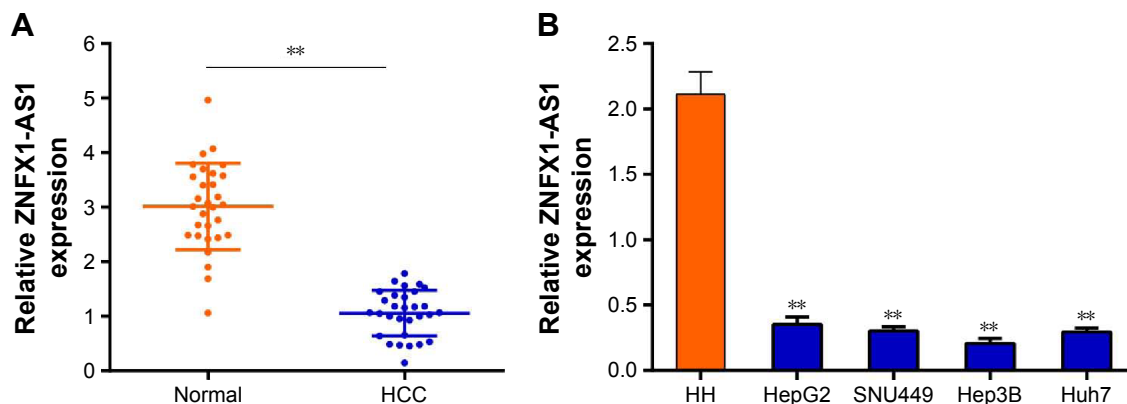 A
Relative ZNFX1-AS1
expression
6
5
4
3
2
1
0
**
Normal HCC
B
Relative ZNFX1-AS1
expression
2.5
2.0
1.5
1.0
0.5
0.0
** ** ** **
HH HepG2 SNU449 Hep3B Huh7